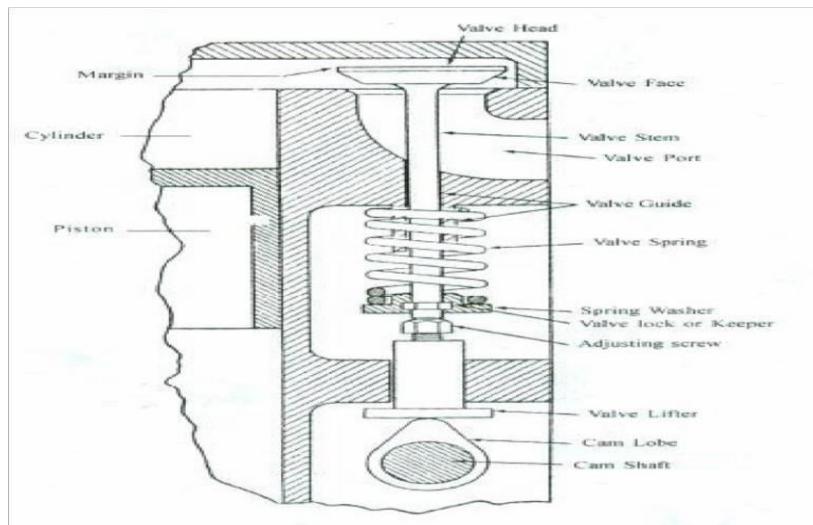 Valve Head
Margin
Valve Face
Cylinder
Valve Stem
Valve Port
Valve Guide
Piston
Valve Spring
Spring Washer
Valve lock or Keeper
Adjusting screw
Valve Lifter
Cam Lobe
Cam Shaft